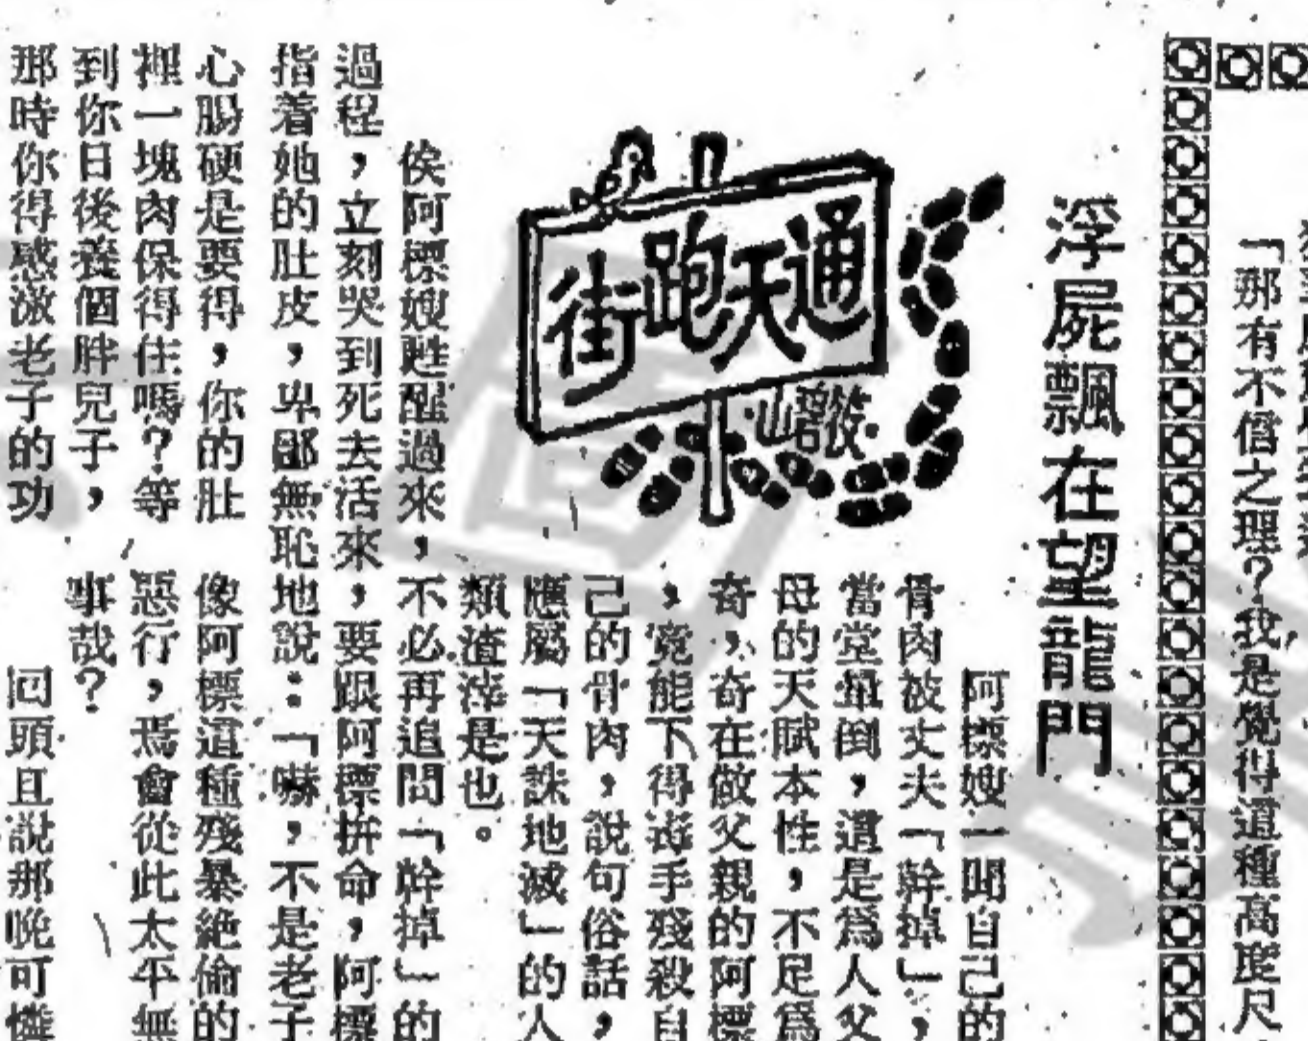 「那有不信之理？我是覺得這種高度尺
浮屍飄在望龍門
通天跑街
阿標嫂一聞自己的
骨肉被丈夫「幹掉」，
當堂暈倒，這是爲人父
母的天賦本性，不足爲
奇，奇在做父親的阿標
，竟能下得毒手殘殺自
己的骨肉，說句俗話，
應屬「天誅地滅」的人
類渣滓是也。
俟阿標嫂甦醒過來，不必再追問「幹掉」的
過程，立刻哭到死去活來，要跟阿標拼命，阿標
指着她的肚皮，卑鄙無恥地說：「嚇，不是老子
心腸硬是要得，你的肚
裡一塊肉保得住嗎？等
到你日後養個胖兒子，
那時你得感激老子的功
像阿標這種殘暴絕倫的
惡行，焉會從此太平無
事哉？
回頭且說那晚可憐